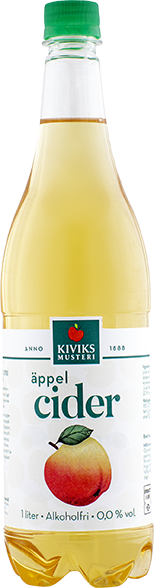 KIVIKS
MUSTERI
ANNO 1888
äppel
cider
1 liter • Alkoholfri • 0,0 % vol.